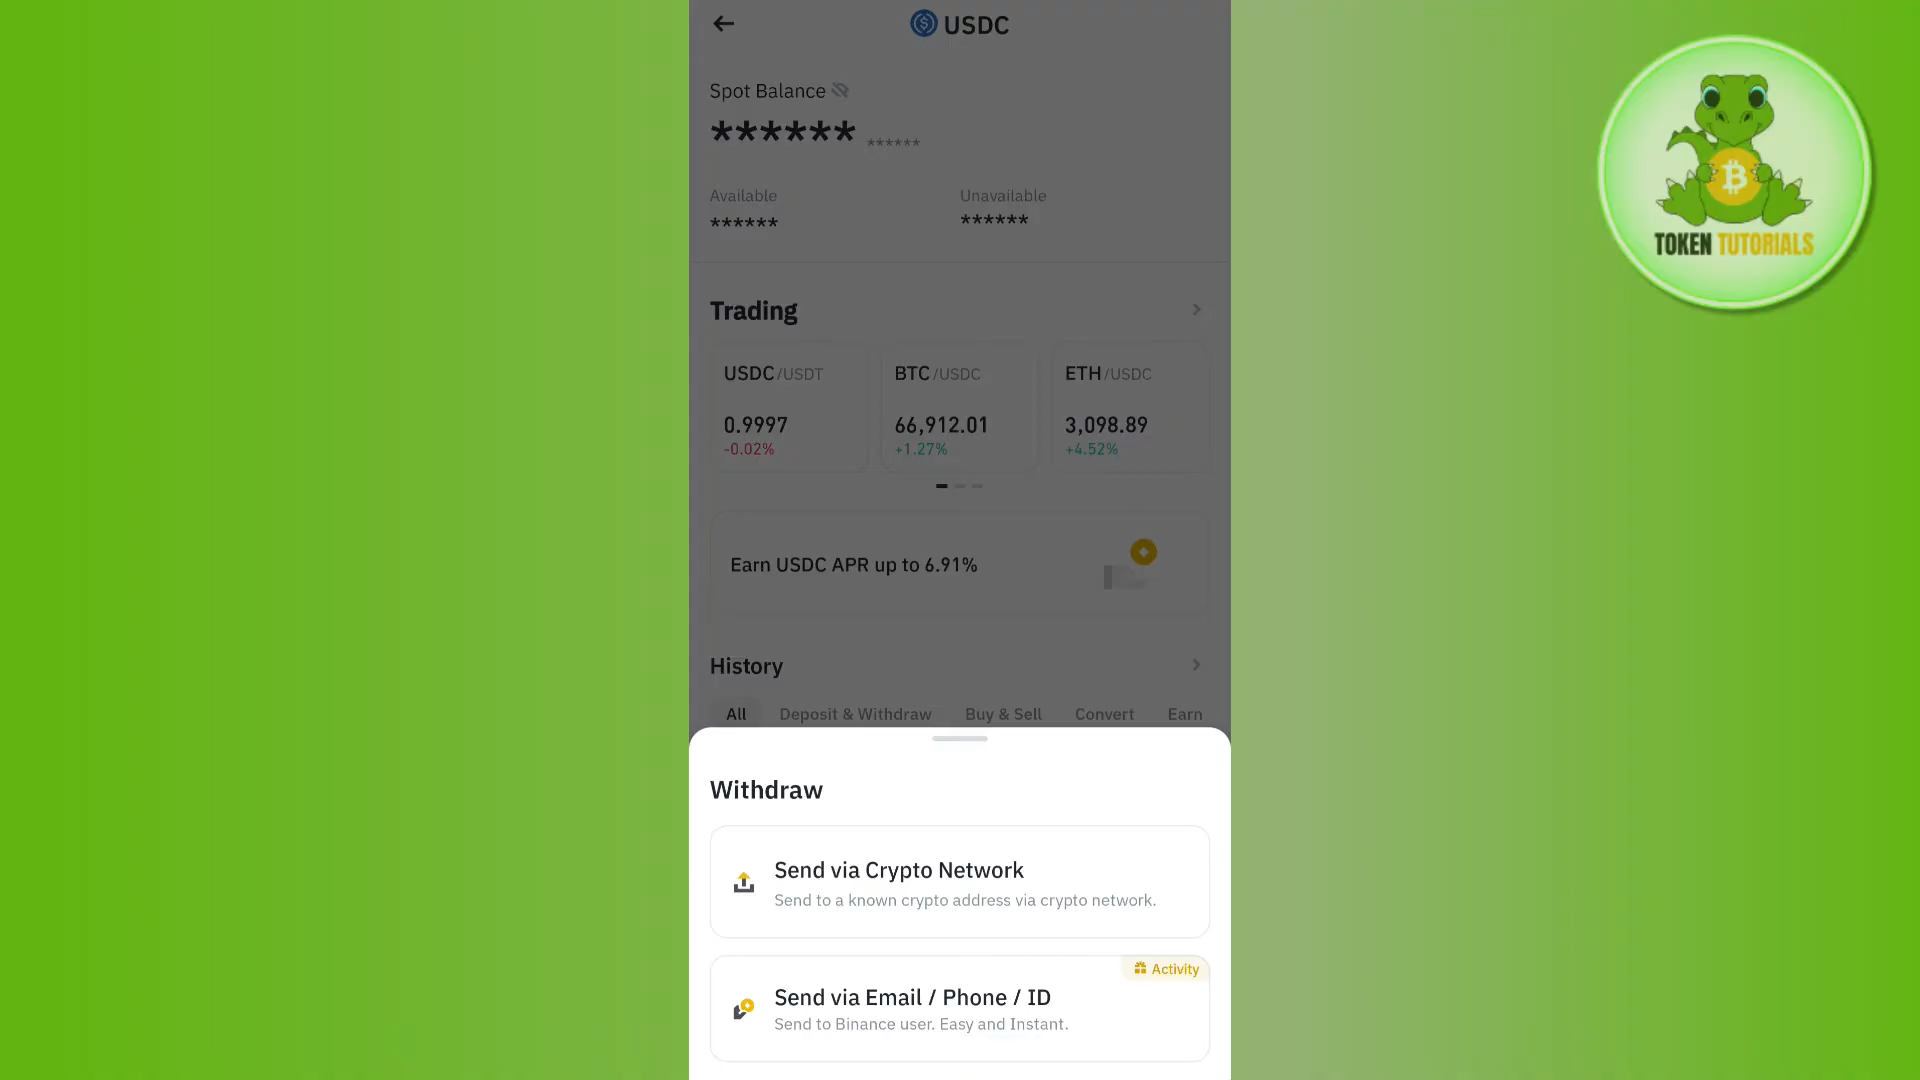 USDC
Spot Balance
****** ******
Available
******
Unavailable
******
Trading
USDC/USDT
0.9997
-0.02%
BTC/USDC
66,912.01
+1.27%
ETH/USDC
3,098.89
+4.52%
Earn USDC APR up to 6.91%
History
All Deposit & Withdraw Buy & Sell Convert Earn
Withdraw
Send via Crypto Network
Send to a known crypto address via crypto network.
Activity
Send via Email / Phone / ID
Send to Binance user. Easy and Instant.
TOKEN TUTORIALS